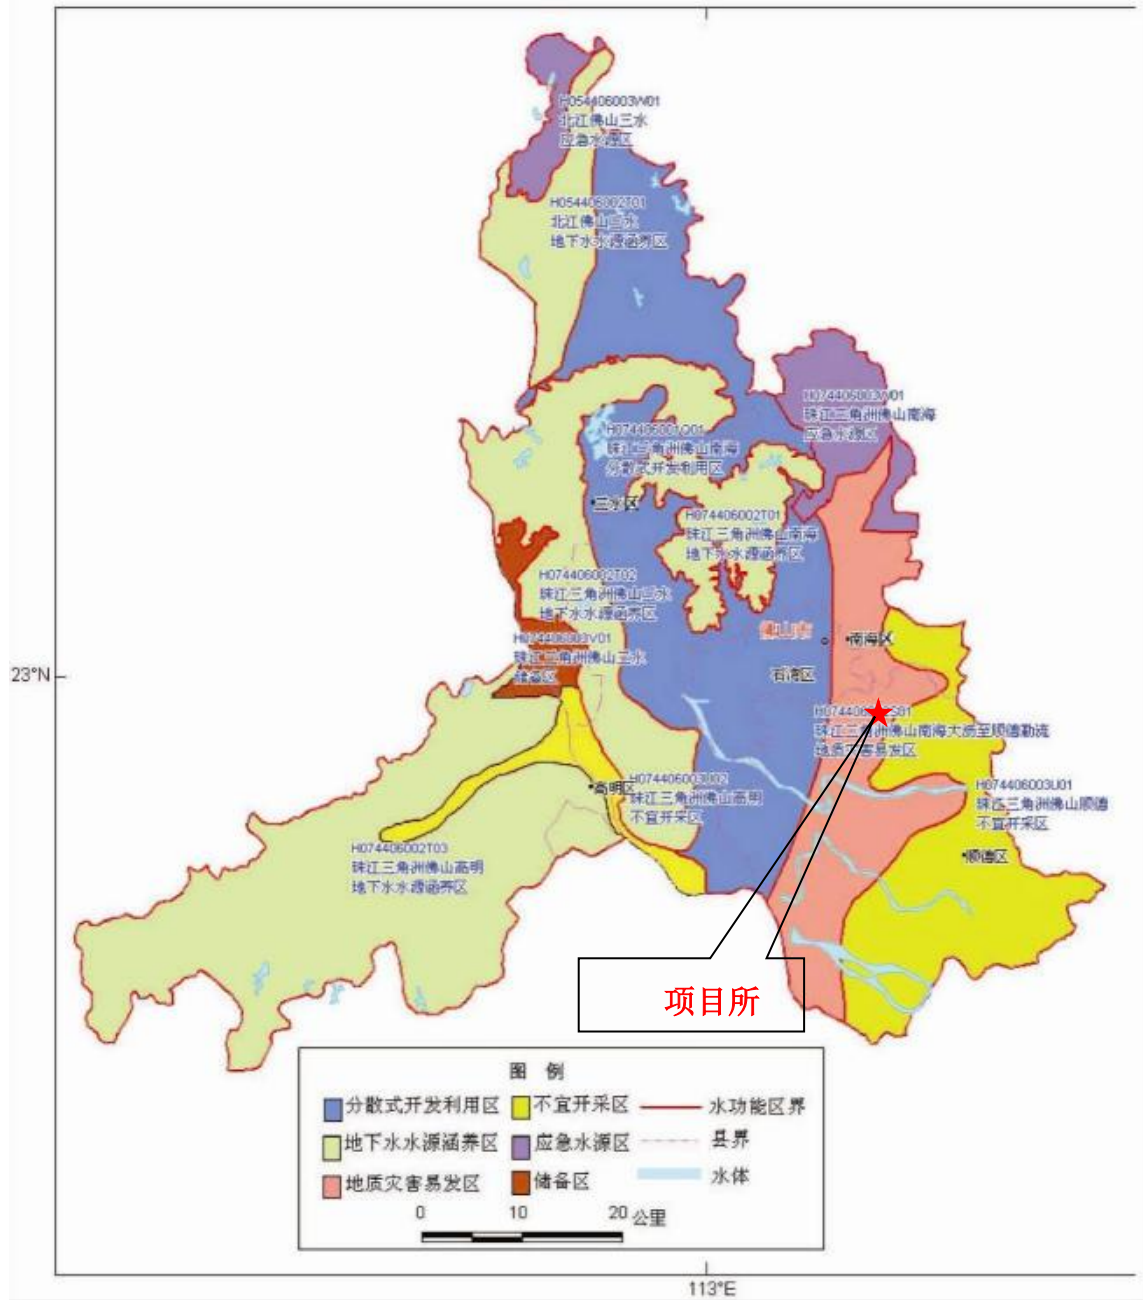 H054406003W01
北江佛山三水
应急水源区
H054406002T01
北江佛山三水
地下水水源涵养区
H074406003W01
珠江三角洲佛山南海
应急水源区
H074406001Q01
珠江三角洲佛山南海
分散式开发利用区
三水区
H074406002T01
珠江三角洲佛山南海
地下水水源涵养区
H074406002T02
珠江三角洲佛山三水
地下水水源涵养区
佛山市
南海区
H074406003V01
珠江三角洲佛山三水
储备区
石湾区
23°N
珠江三角洲佛山南海大沥至顺德勒流
地质灾害易发区
H074406003U02
珠江三角洲佛山高明
不宜开采区
高明区
H074406003U01
珠江三角洲佛山顺德
不宜开采区
顺德区
H074406002T03
珠江三角洲佛山高明
地下水水源涵养区
项目所
图 例
分散式开发利用区 不宜开采区 水功能区界
地下水水源涵养区 应急水源区 县界
地质灾害易发区 储备区 水体
0 10 20 公里
113°E